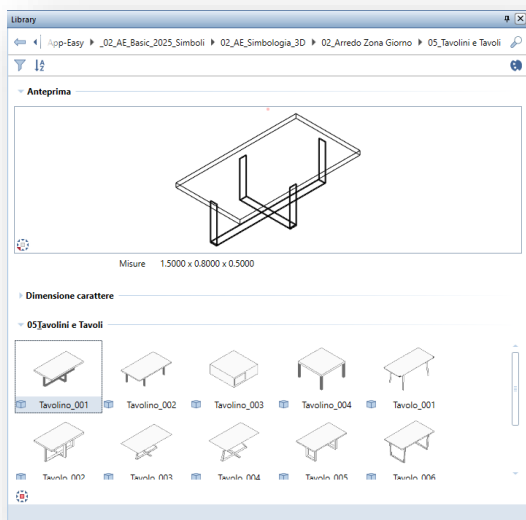 Library
App-Easy ▶ _02_AE_Basic_2025_Simboli ▶ 02_AE_Simbologia_3D ▶ 02_Arredo Zona Giorno ▶ 05_Tavolini e Tavoli
Anteprima
Misure 1.5000 x 0.8000 x 0.5000
Dimensione carattere
05Tavolini e Tavoli
Tavolino_001 Tavolino_002 Tavolino_003 Tavolino_004 Tavolo_001
Tavolo_002 Tavolo_003 Tavolo_004 Tavolo_005 Tavolo_006